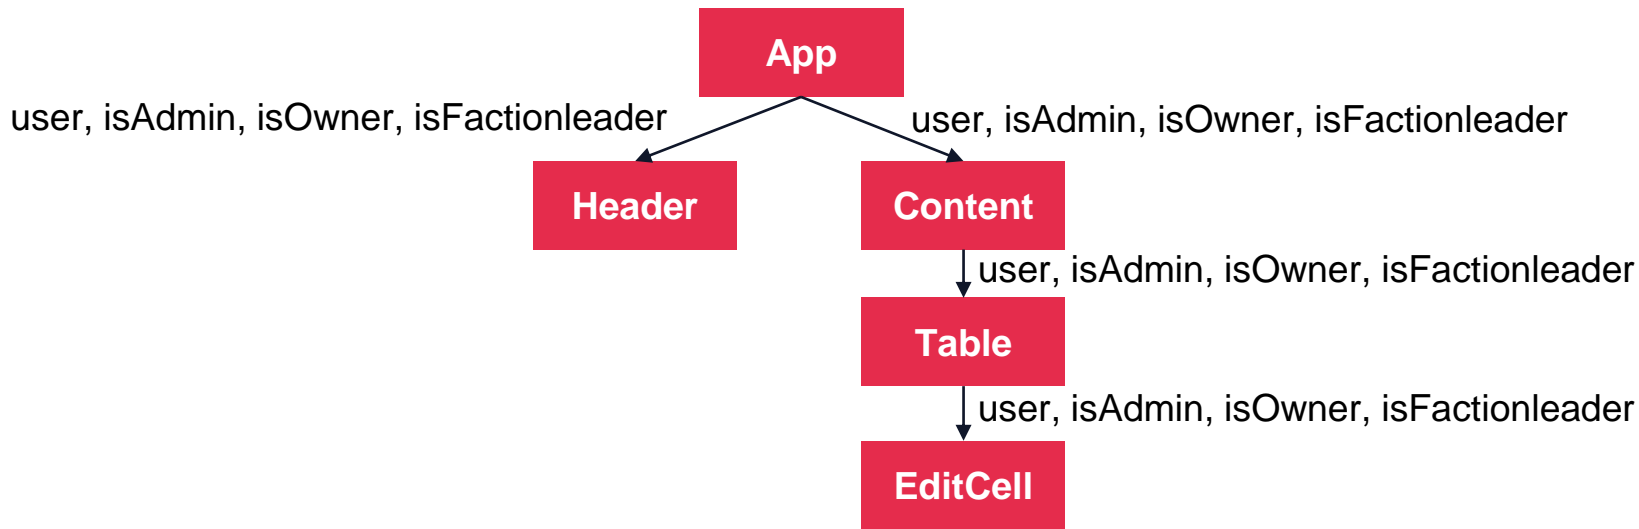 App
user, isAdmin, isOwner, isFactionleader
user, isAdmin, isOwner, isFactionleader
Header
Content
user, isAdmin, isOwner, isFactionleader
Table
user, isAdmin, isOwner, isFactionleader
EditCell